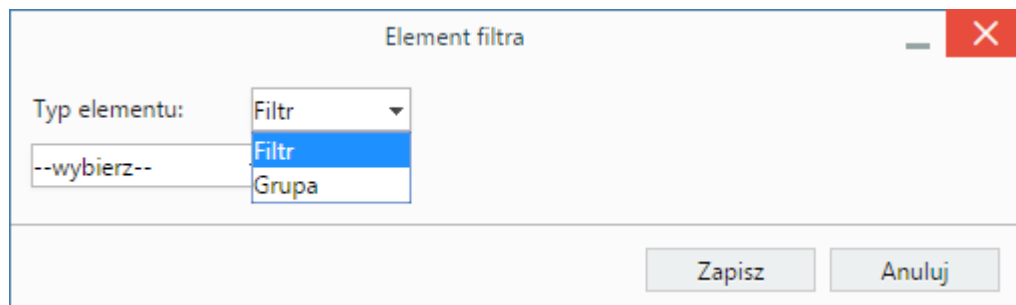 Element filtra
Typ elementu: Filtr
--wybierz-- Filtr
Grupa
Zapisz Anuluj